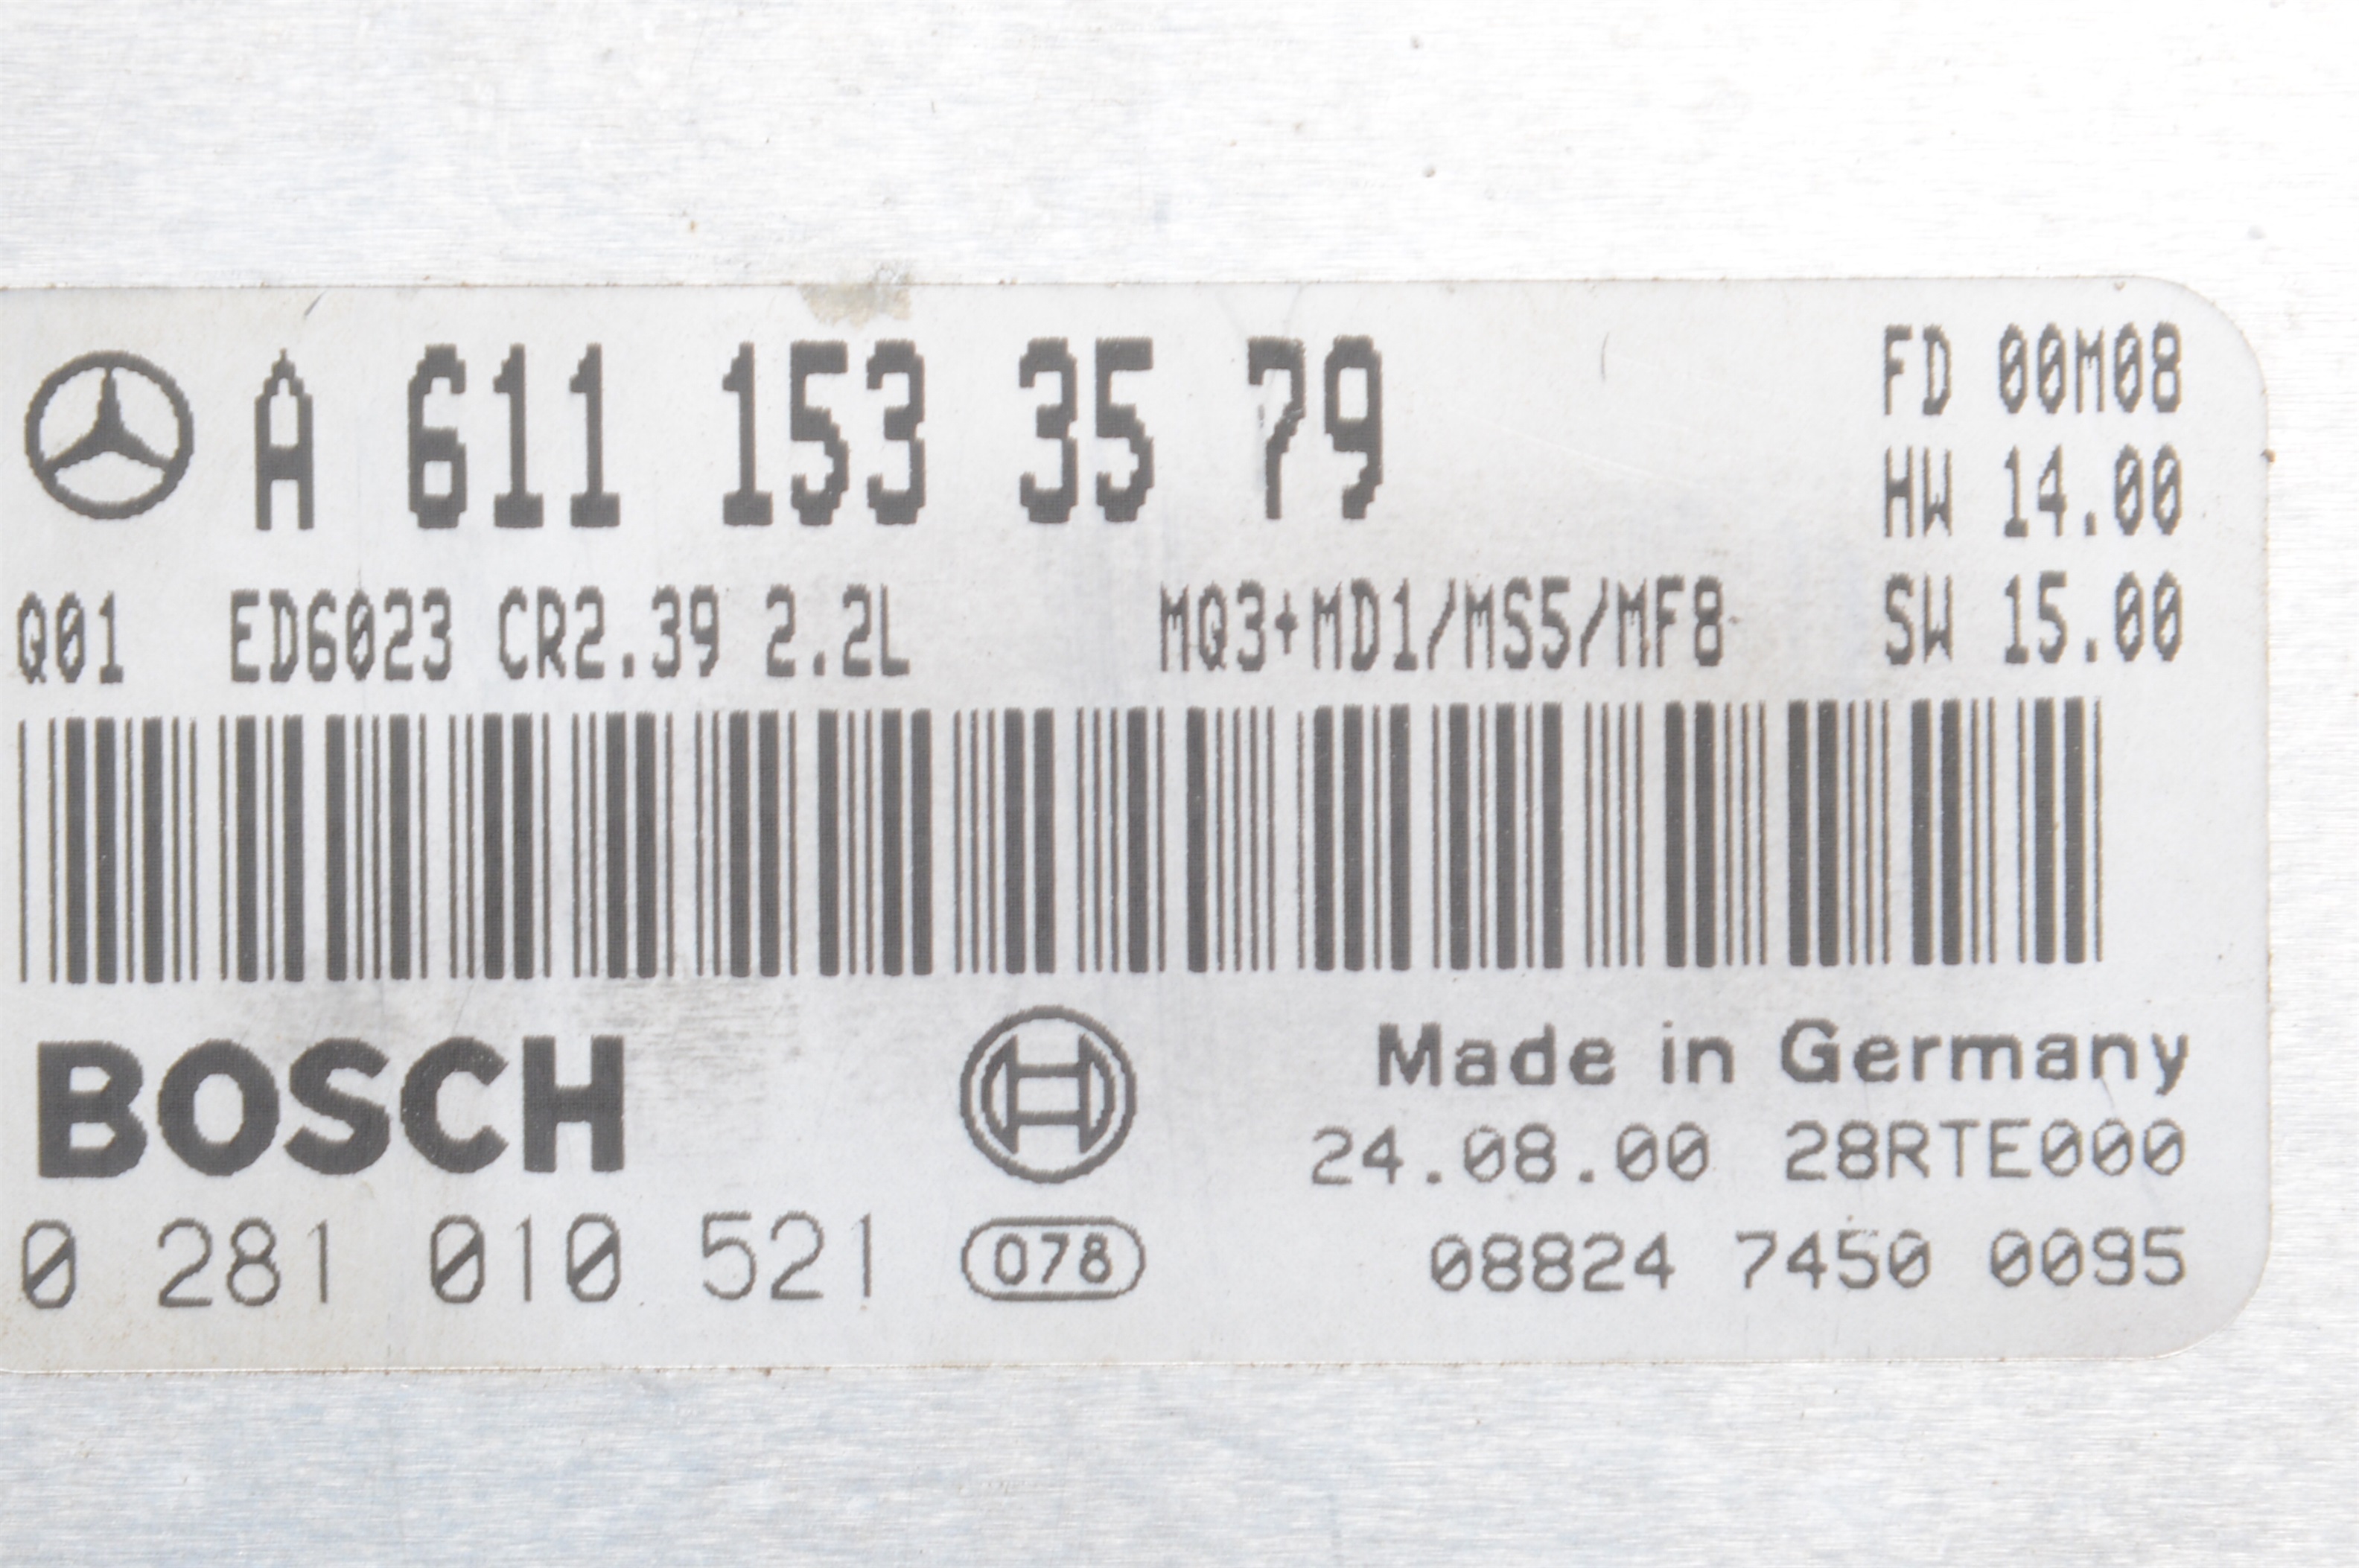 A 611 153 35 79
FD 00M08
HW 14.00
Q01 ED6023 CR2.39 2.2L MQ3+MD1/MS5/MF8 SW 15.00
BOSCH
Made in Germany
24.08.00 28RTE000
0 281 010 521 078 08824 7450 0095